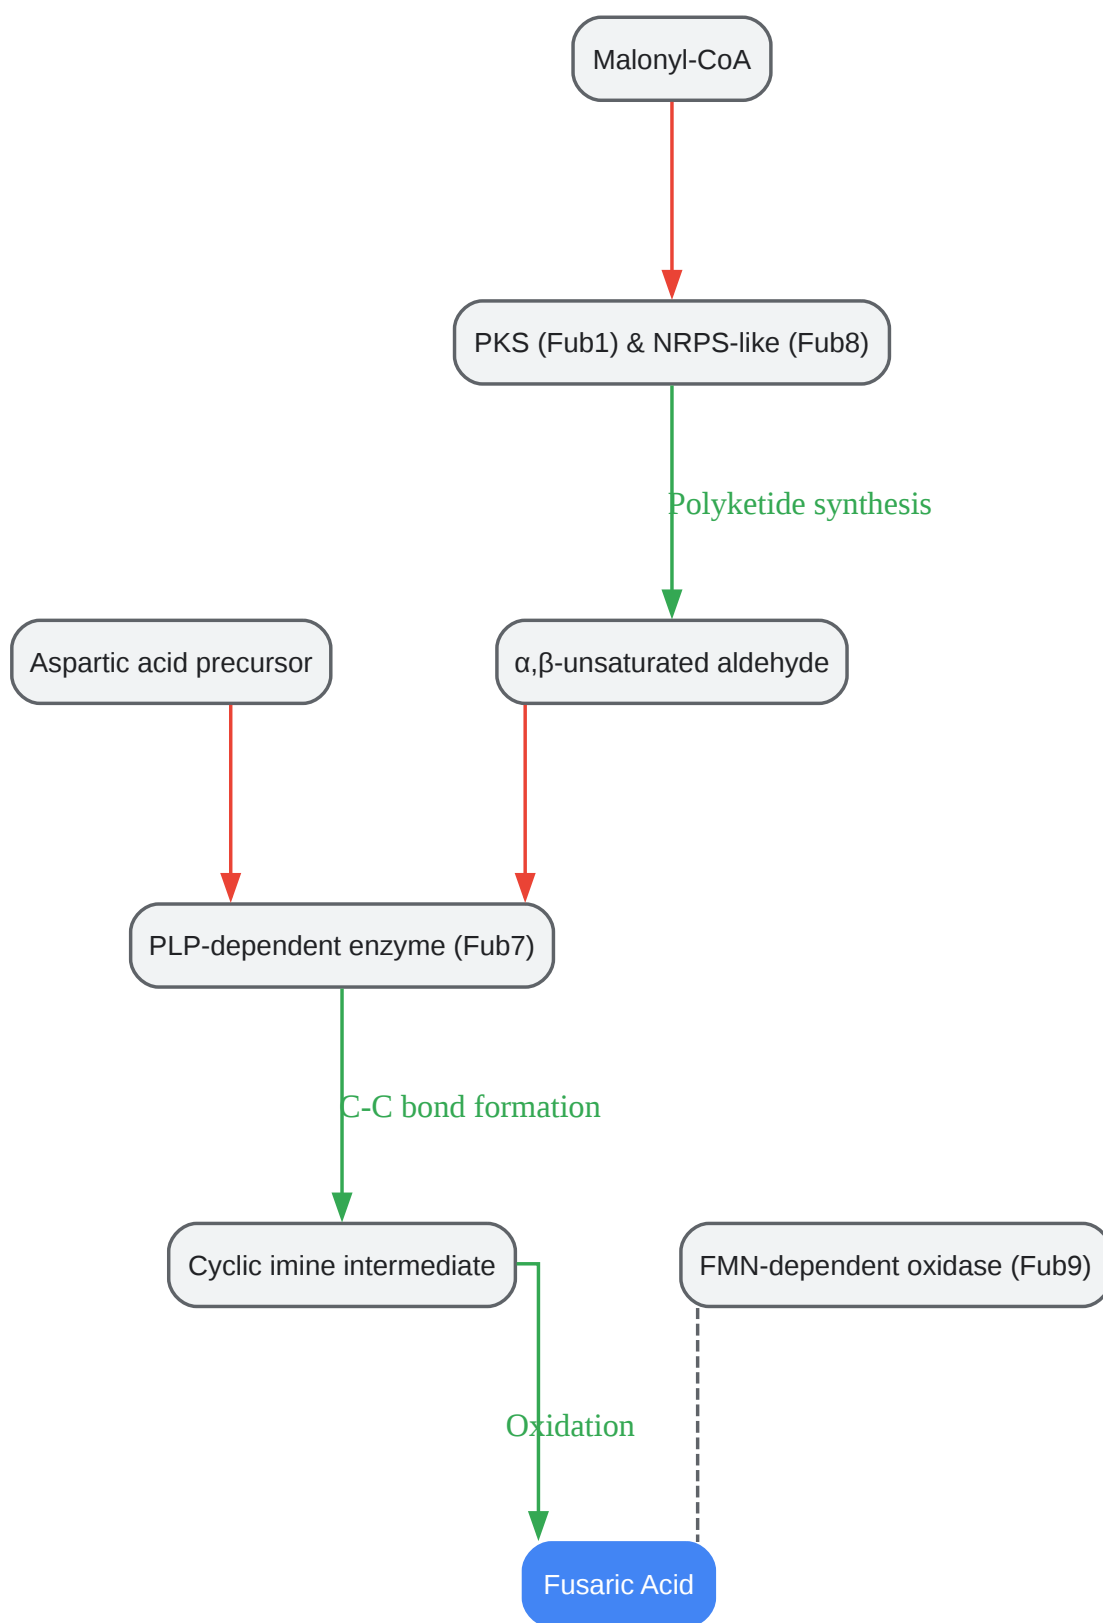 Malonyl-CoA
PKS (Fub1) & NRPS-like (Fub8)
Polyketide synthesis
Aspartic acid precursor
α,β-unsaturated aldehyde
PLP-dependent enzyme (Fub7)
C-C bond formation
Cyclic imine intermediate
FMN-dependent oxidase (Fub9)
Oxidation
Fusaric Acid